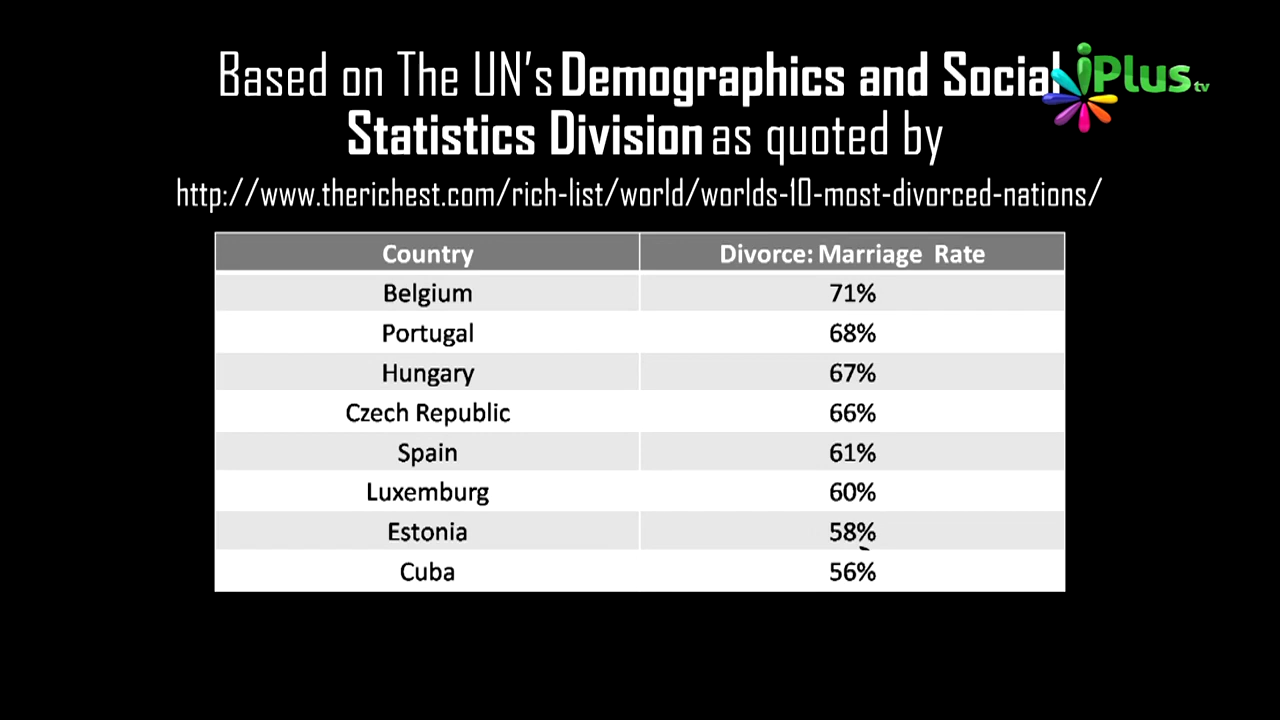 Based on The UN's Demographics and Social
iPlus tv
Statistics Division as quoted by
http://www.therichest.com/rich-list/world/worlds-10-most-divorced-nations/
Country Divorce: Marriage Rate
Belgium 71%
Portugal 68%
Hungary 67%
Czech Republic 66%
Spain 61%
Luxemburg 60%
Estonia 58%
Cuba 56%